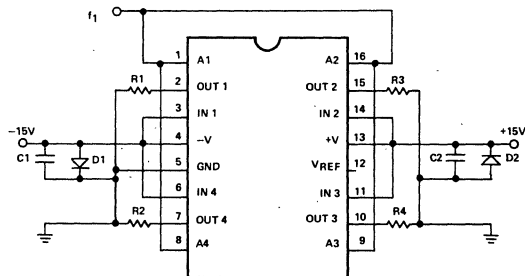 f1
1 A1 A2 16
R1 2 OUT 1 OUT 2 15 R3
3 IN 1 IN 2 14
-15V 4 -V +V 13 +15V
C1 D1 5 GND VREF 12 C2 D2
6 IN 4 IN 3 11
R2 7 OUT 4 OUT 3 10 R4
8 A4 A3 9